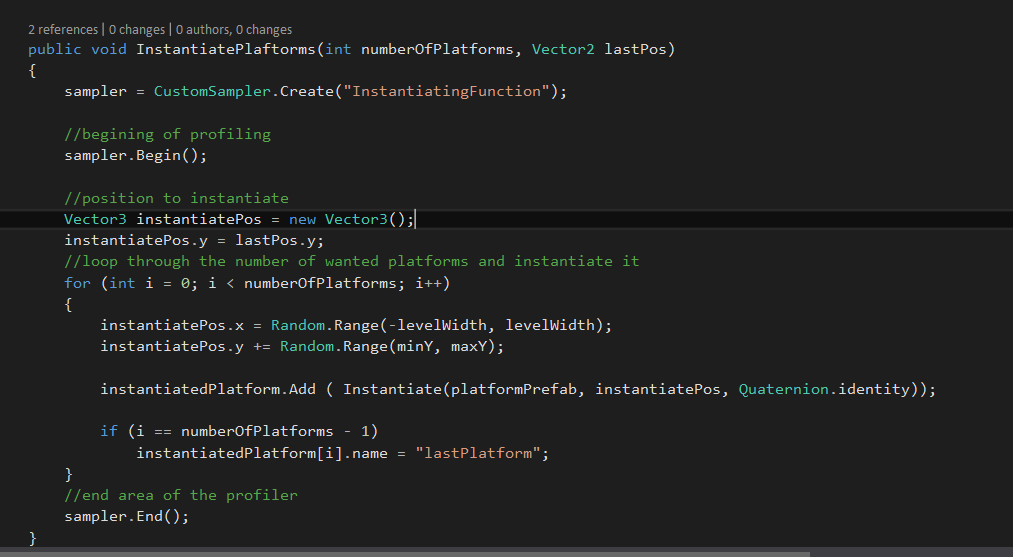 2 references | 0 changes | 0 authors, 0 changes
public void InstantiatePlaftorms(int numberOfPlatforms, Vector2 lastPos)
{
sampler = CustomSampler.Create("InstantiatingFunction");
//begining of profiling
sampler.Begin();
//position to instantiate
Vector3 instantiatePos = new Vector3();
instantiatePos.y = lastPos.y;
//loop through the number of wanted platforms and instantiate it
for (int i = 0; i < numberOfPlatforms; i++)
{
instantiatePos.x = Random.Range(-levelWidth, levelWidth);
instantiatePos.y += Random.Range(minY, maxY);
instantiatedPlatform.Add ( Instantiate(platformPrefab, instantiatePos, Quaternion.identity));
if (i == numberOfPlatforms - 1)
instantiatedPlatform[i].name = "lastPlatform";
}
//end area of the profiler
sampler.End();
}